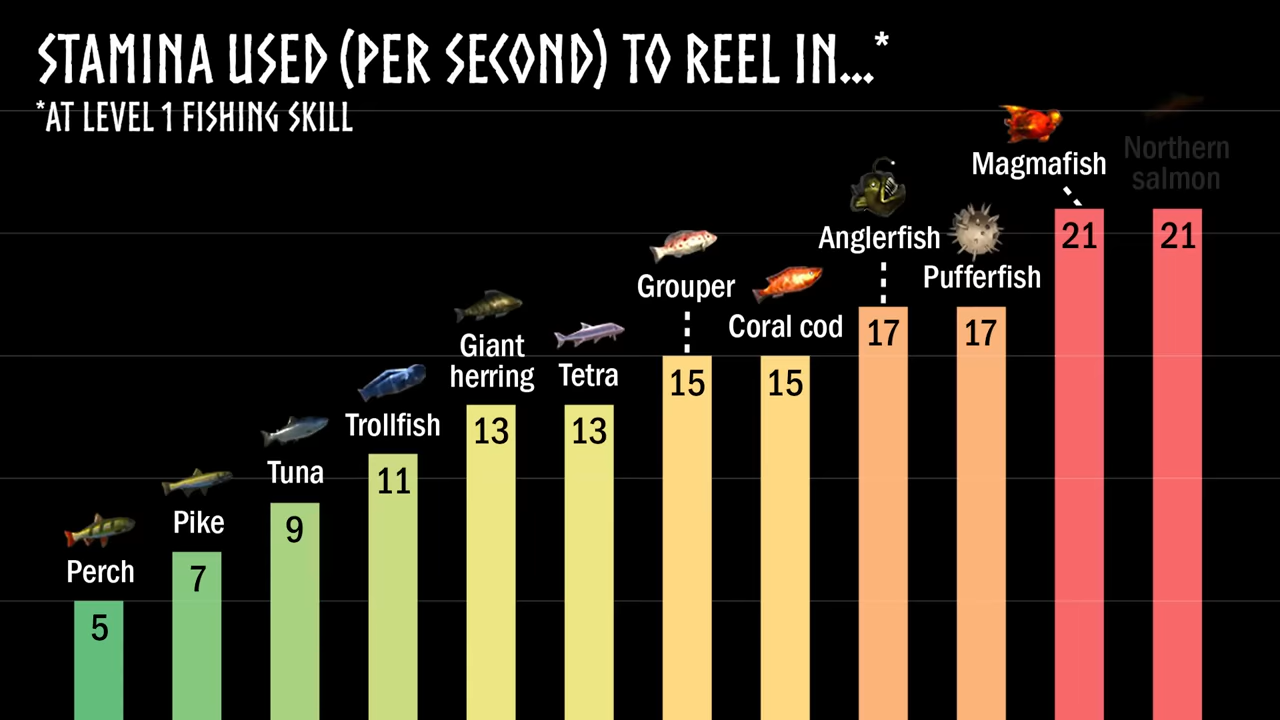 STAMINA USED (PER SECOND) TO REEL IN...*
*AT LEVEL 1 FISHING SKILL
Perch
5
Pike
7
Tuna
9
Trollfish
11
Giant
herring
13
Tetra
13
Grouper
15
Coral cod
15
Anglerfish
17
Pufferfish
17
Magmafish
21
Northern
salmon
21